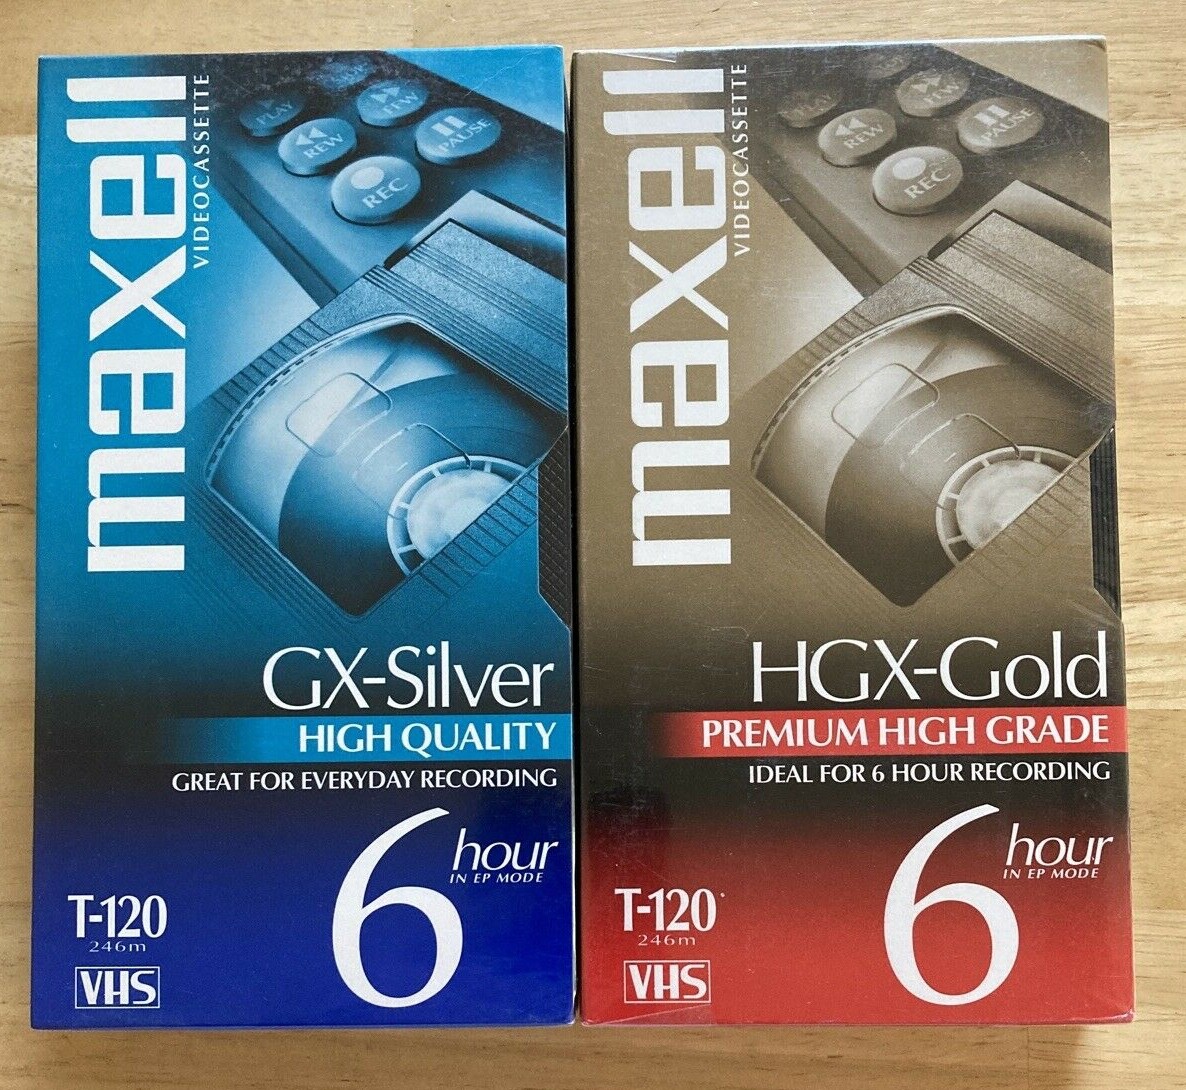 maxell
VIDEOCASSETTE
PLAY
F.FWD
REW
PAUSE
REC
GX-Silver
HIGH QUALITY
GREAT FOR EVERYDAY RECORDING
6 hour
IN EP MODE
T-120
246m
VHS
maxell
VIDEOCASSETTE
PLAY
REW
PAUSE
REC
HGX-Gold
PREMIUM HIGH GRADE
IDEAL FOR 6 HOUR RECORDING
6 hour
IN EP MODE
T-120
246m
VHS